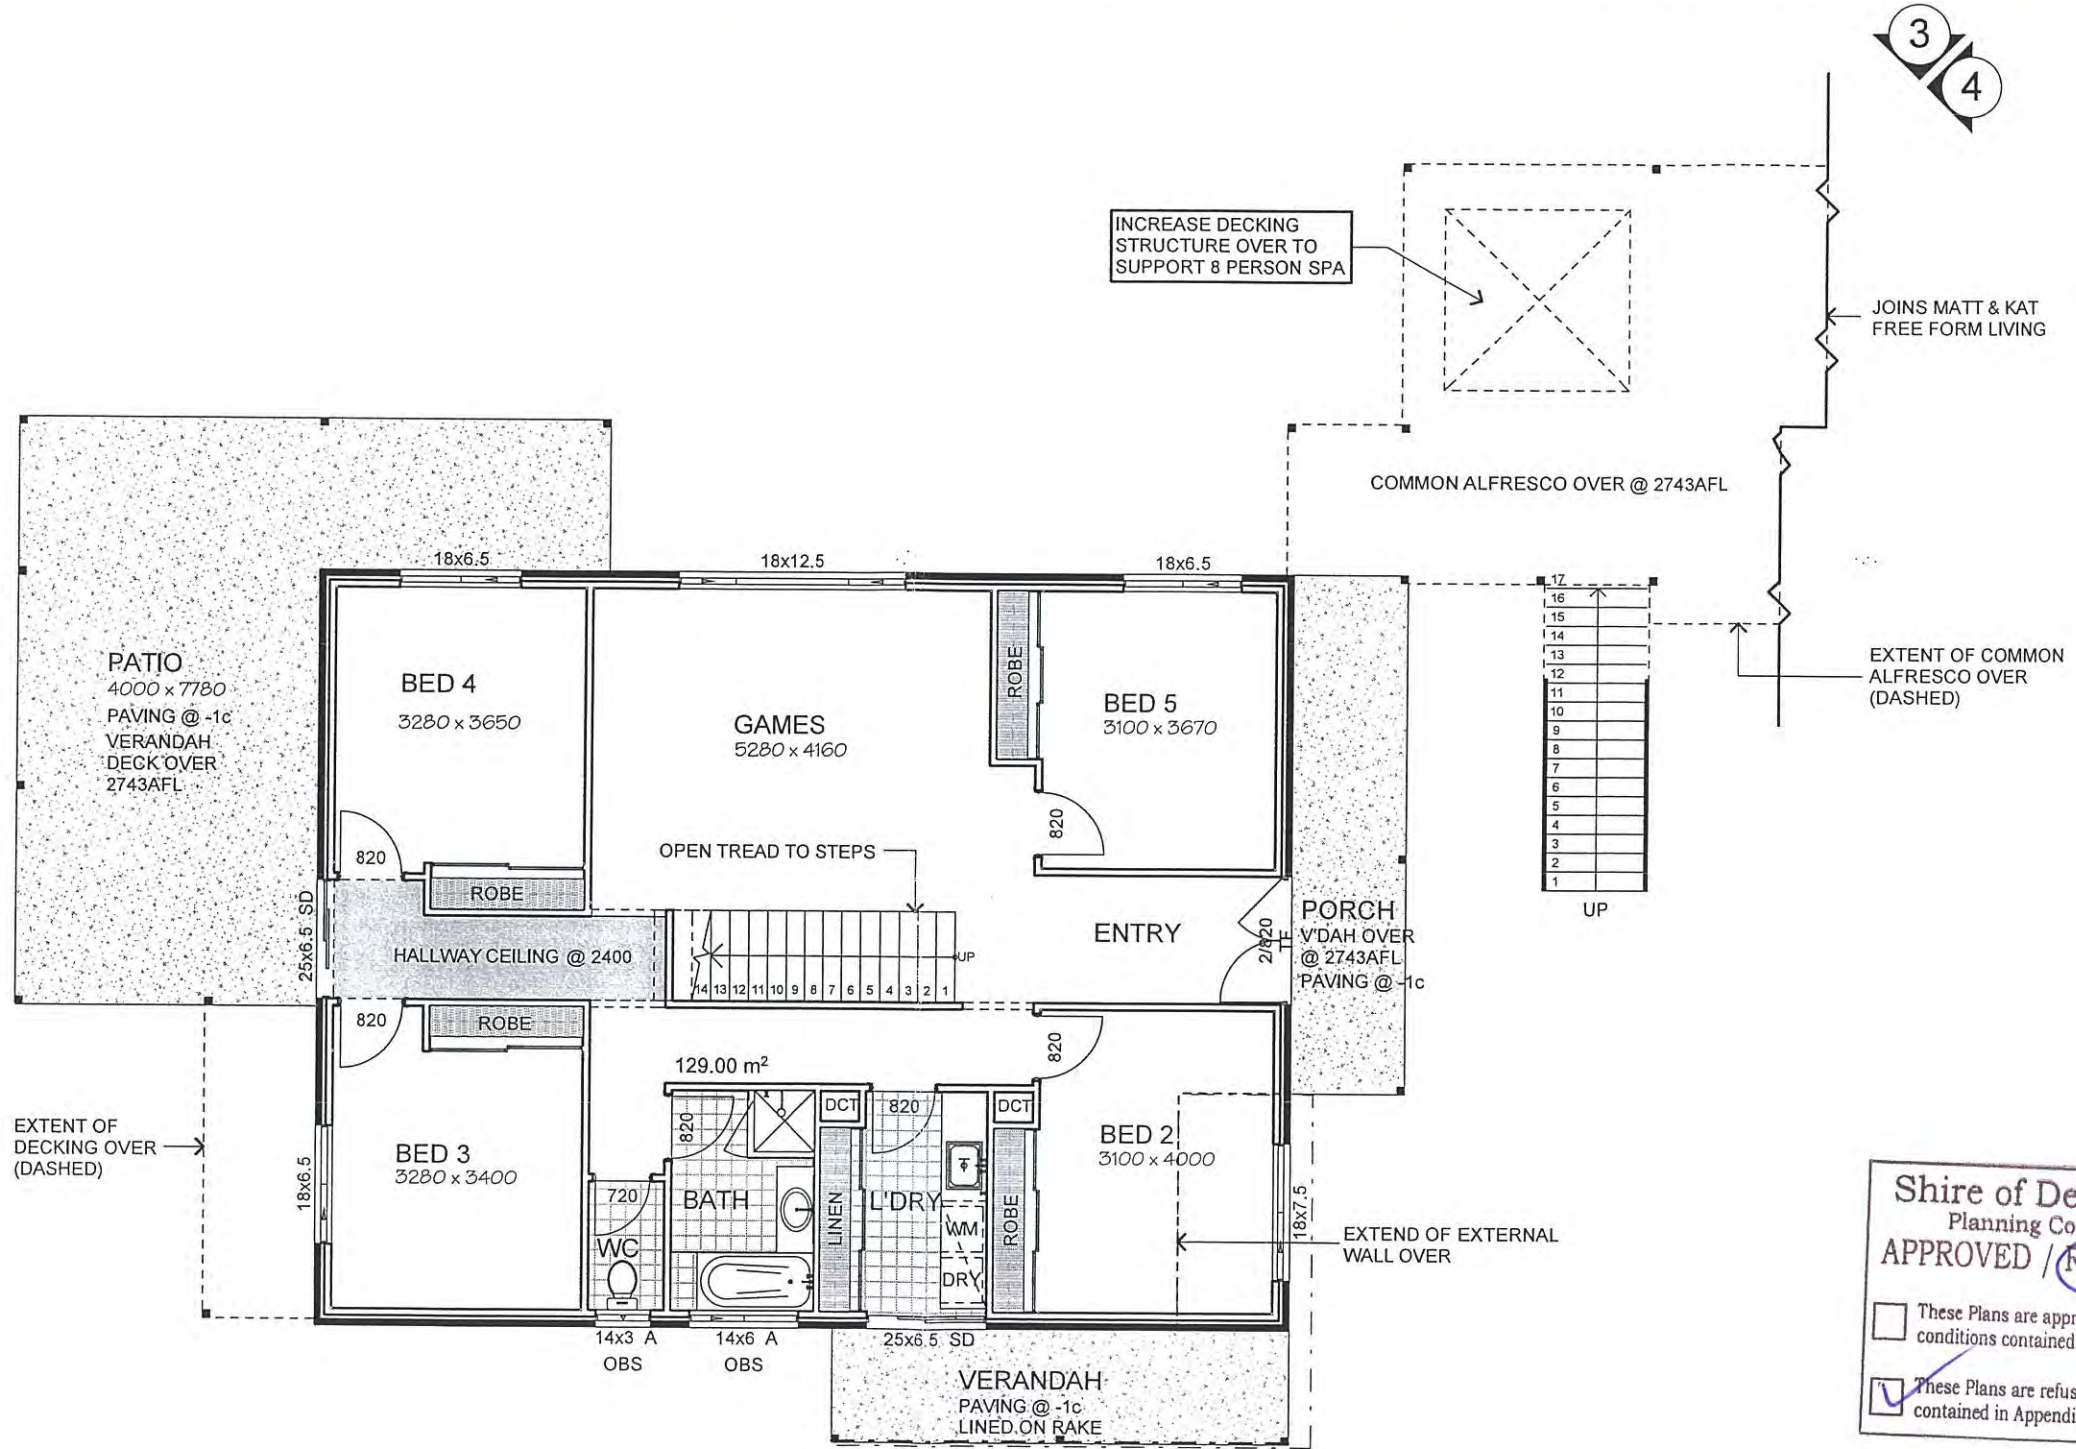 3
4
INCREASE DECKING
STRUCTURE OVER TO
SUPPORT 8 PERSON SPA
JOINS MATT & KAT
FREE FORM LIVING
COMMON ALFRESCO OVER @ 2743AFL
18x6.5
18x12.5
18x6.5
17
16
15
14
13
12
11
10
9
8
7
6
5
4
3
2
1
UP
EXTENT OF COMMON
ALFRESCO OVER
(DASHED)
PATIO
4000 x 7780
PAVING @ -1c
VERANDAH
DECK OVER
2743AFL
BED 4
3280 x 3650
GAMES
5280 x 4160
ROBE
BED 5
3100 x 3670
820
820
OPEN TREAD TO STEPS
ROBE
25x6.5 SD
HALLWAY CEILING @ 2400
UP
14 13 12 11 10 9 8 7 6 5 4 3 2 1
ENTRY
2/820
PORCH
V'DAH OVER
@ 2743AFL
PAVING @ -1c
820
ROBE
820
129.00 m²
EXTENT OF
DECKING OVER
(DASHED)
18x6.5
BED 3
3280 x 3400
820
DCT
820
DCT
BED 2
3100 x 4000
720
BATH
LINEN
L'DRY
WM
DRY
ROBE
WC
18x7.5
EXTEND OF EXTERNAL
WALL OVER
14x3 A
OBS
14x6 A
OBS
25x6.5 SD
VERANDAH
PAVING @ -1c
LINED ON RAKE
Shire of De
Planning Co
APPROVED / R
These Plans are appr
conditions contained
These Plans are refus
contained in Appendi